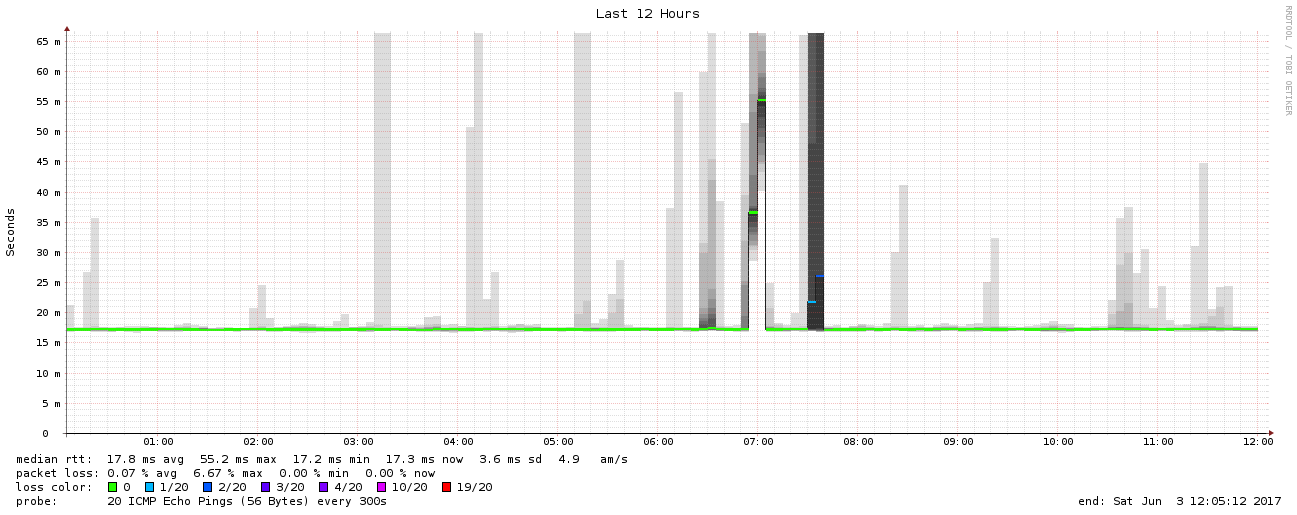 Last 12 Hours
RRDTOOL / TOBI OETIKER
Seconds
65 m
60 m
55 m
50 m
45 m
40 m
35 m
30 m
25 m
20 m
15 m
10 m
5 m
0
01:00 02:00 03:00 04:00 05:00 06:00 07:00 08:00 09:00 10:00 11:00 12:00
median rtt: 17.8 ms avg 55.2 ms max 17.2 ms min 17.3 ms now 3.6 ms sd 4.9 am/s
packet loss: 0.07 % avg 6.67 % max 0.00 % min 0.00 % now
loss color: 0 1/20 2/20 3/20 4/20 10/20 19/20
probe: 20 ICMP Echo Pings (56 Bytes) every 300s end: Sat Jun 3 12:05:12 2017